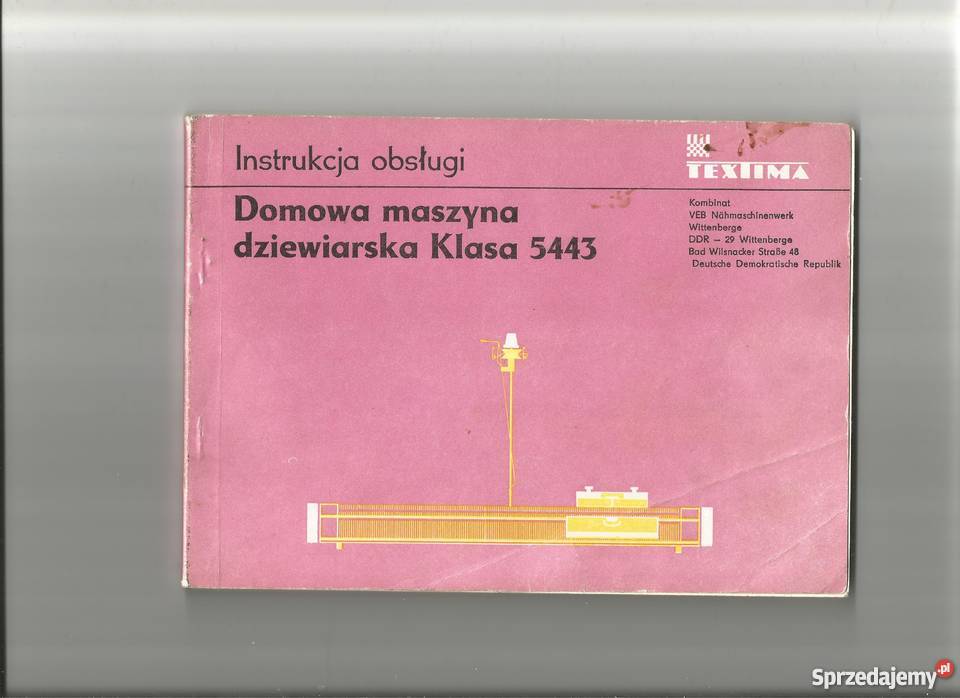 Instrukcja obsługi
TEXTIMA
Domowa maszyna
dziewiarska Klasa 5443
Kombinat
VEB Nähmaschinenwerk
Wittenberge
DDR – 29 Wittenberge
Bad Wilsnacker Straße 48
Deutsche Demokratische Republik
Sprzedajemy.pl